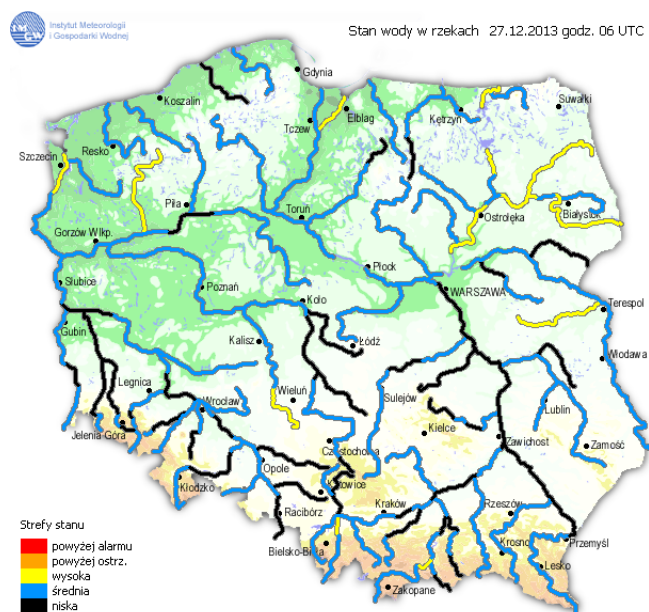 Instytut Meteorologii
i Gospodarki Wodnej
Stan wody w rzekach 27.12.2013 godz. 06 UTC
Gdynia
Koszalin
Suwałki
Elbląg
Tczew
Kętrzyn
Resko
Szczecin
Piła
Toruń
Ostrołęka
Białystok
Gorzów Wlkp.
Płock
Słubice
Poznań
Koło
WARSZAWA
Terespol
Gubin
Kalisz
Łódź
Włodawa
Legnica
Wieluń
Sulejów
Wrocław
Lublin
Jelenia Góra
Kielce
Zawichost
Zamość
Częstochowa
Opole
Kłodzko
Katowice
Racibórz
Kraków
Rzeszów
Bielsko-Biała
Krosno
Przemyśl
Lesko
Zakopane
Strefy stanu
powyżej alarmu
powyżej ostrz.
wysoka
średnia
niska